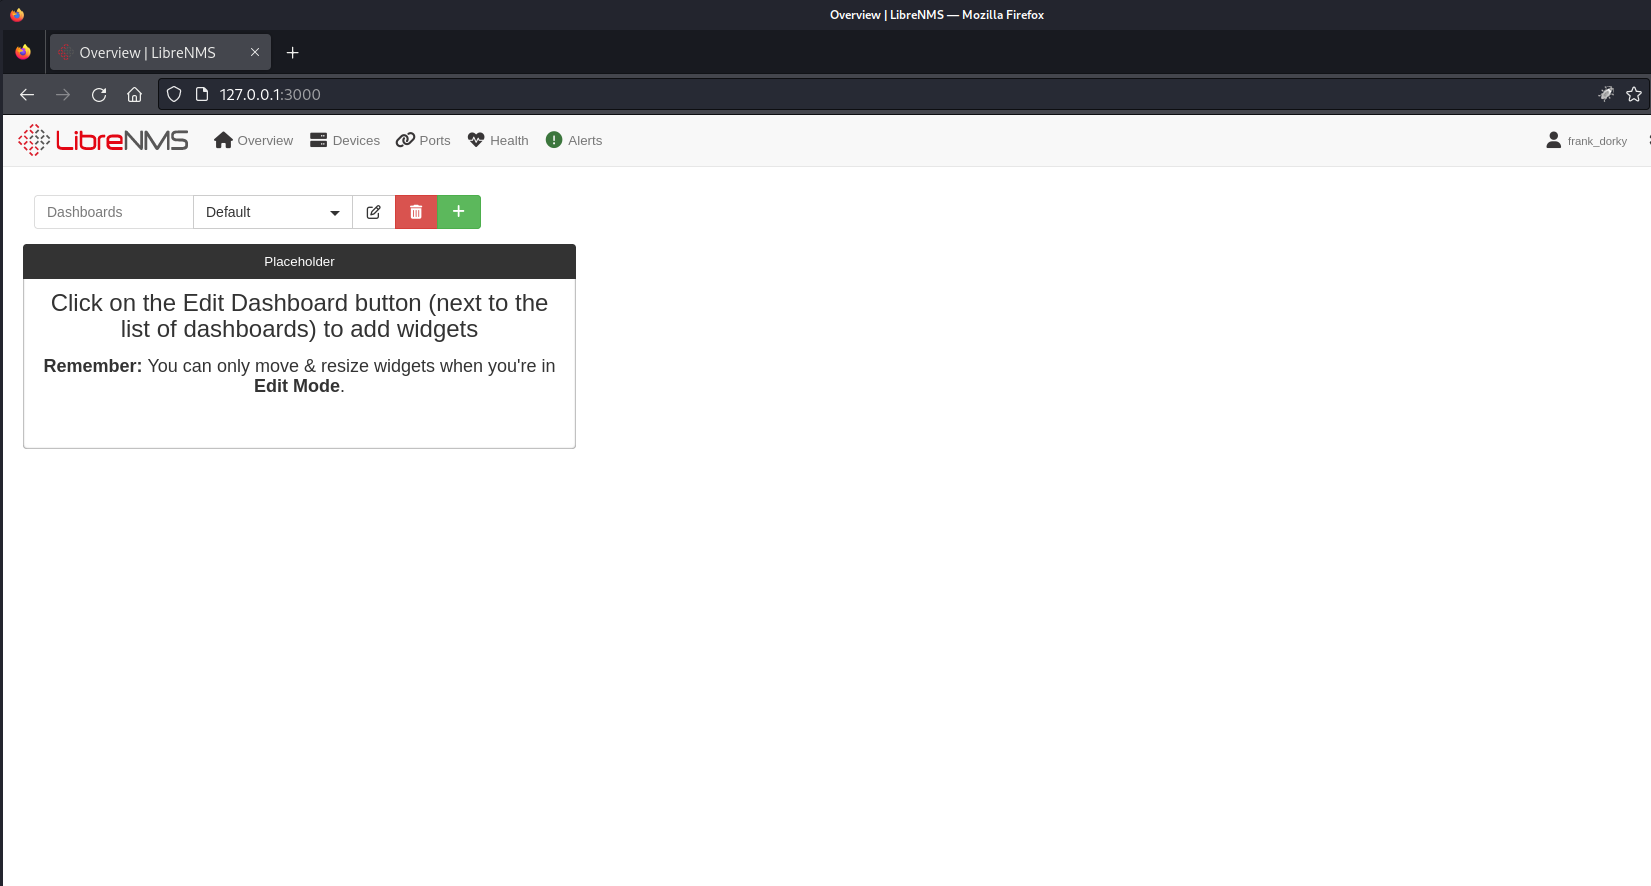 Overview | LibreNMS — Mozilla Firefox
Overview | LibreNMS
127.0.0.1:3000
LibreNMS Overview Devices Ports Health Alerts frank_dorky
Dashboards Default
Placeholder
Click on the Edit Dashboard button (next to the
list of dashboards) to add widgets
Remember: You can only move & resize widgets when you're in
Edit Mode.